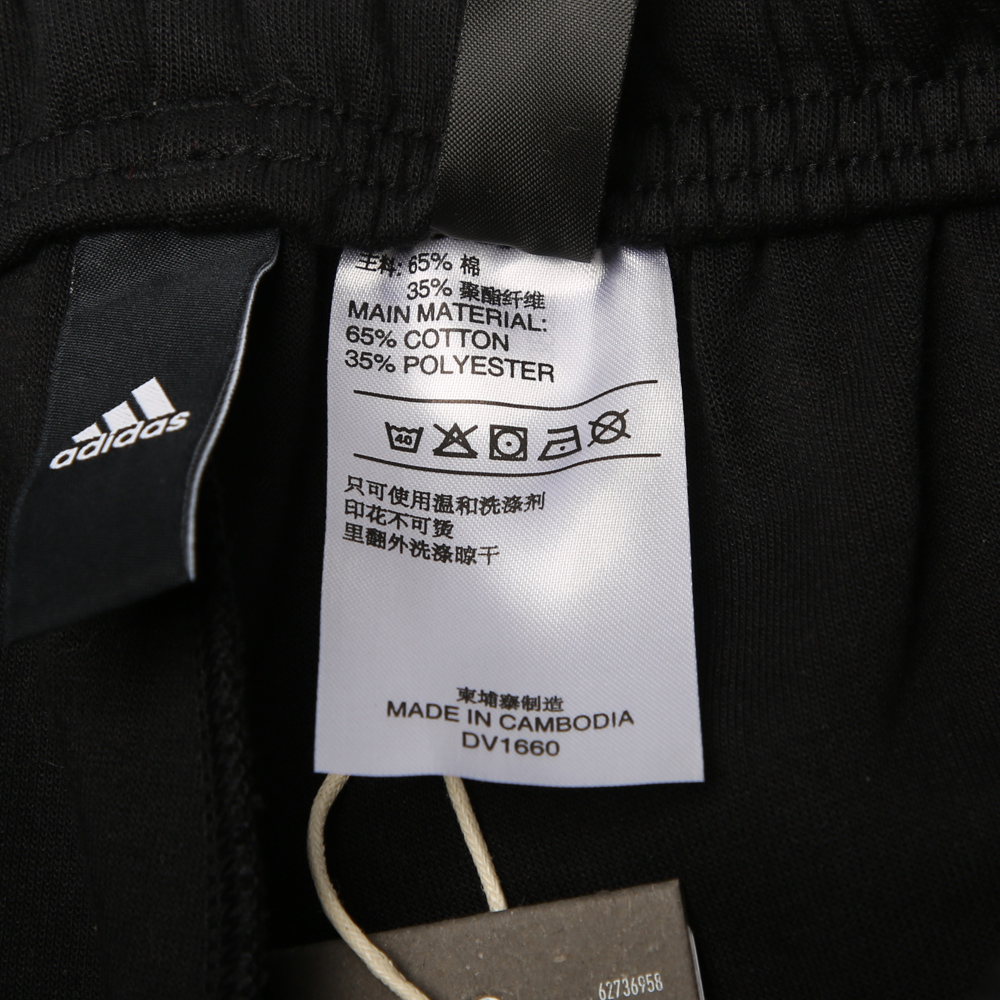 adidas
主料: 65% 棉
35% 聚酯纤维
MAIN MATERIAL:
65% COTTON
35% POLYESTER
40
只可使用温和洗涤剂
印花不可烫
里翻外洗涤晾干
柬埔寨制造
MADE IN CAMBODIA
DV1660
62736958